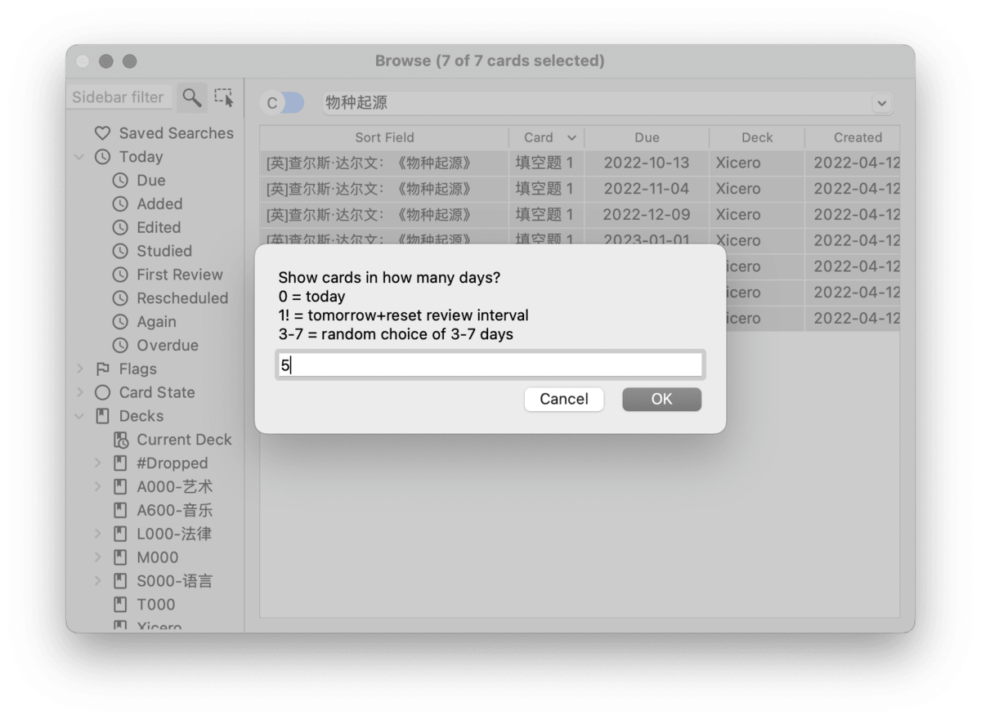 Browse (7 of 7 cards selected)
Sidebar filter
C
物种起源
Saved Searches
Today
Due
Added
Edited
Studied
First Review
Rescheduled
Again
Overdue
Flags
Card State
Decks
Current Deck
#Dropped
A000-艺术
A600-音乐
L000-法律
M000
S000-语言
T000
Xicero
Sort Field Card Due Deck Created
[英]查尔斯·达尔文：《物种起源》 填空题 1 2022-10-13 Xicero 2022-04-12
[英]查尔斯·达尔文：《物种起源》 填空题 1 2022-11-04 Xicero 2022-04-12
[英]查尔斯·达尔文：《物种起源》 填空题 1 2022-12-09 Xicero 2022-04-12
[英]查尔斯·达尔文：《物种起源》 填空题 1 2023-01-01 Xicero 2022-04-12
icero 2022-04-12
icero 2022-04-12
icero 2022-04-12
Show cards in how many days?
0 = today
1! = tomorrow+reset review interval
3-7 = random choice of 3-7 days
5
Cancel
OK